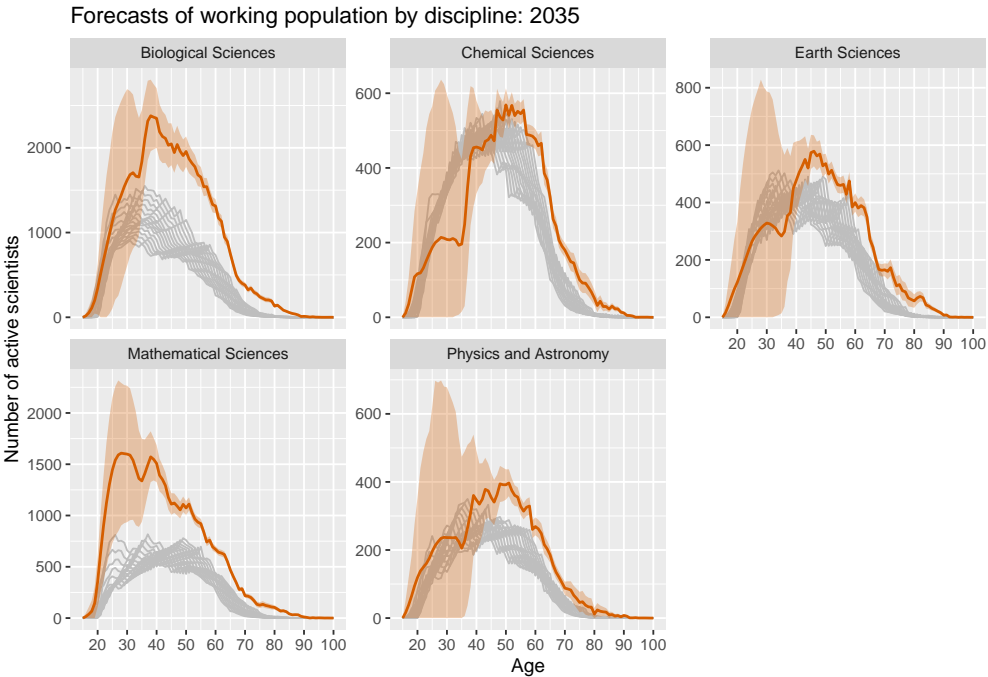 Forecasts of working population by discipline: 2035
Biological Sciences
Chemical Sciences
Earth Sciences
0
1000
2000
0
200
400
600
0
200
400
600
800
20 30 40 50 60 70 80 90 100
Mathematical Sciences
Physics and Astronomy
0
500
1000
1500
2000
0
200
400
600
20 30 40 50 60 70 80 90 100
20 30 40 50 60 70 80 90 100
Age
Number of active scientists